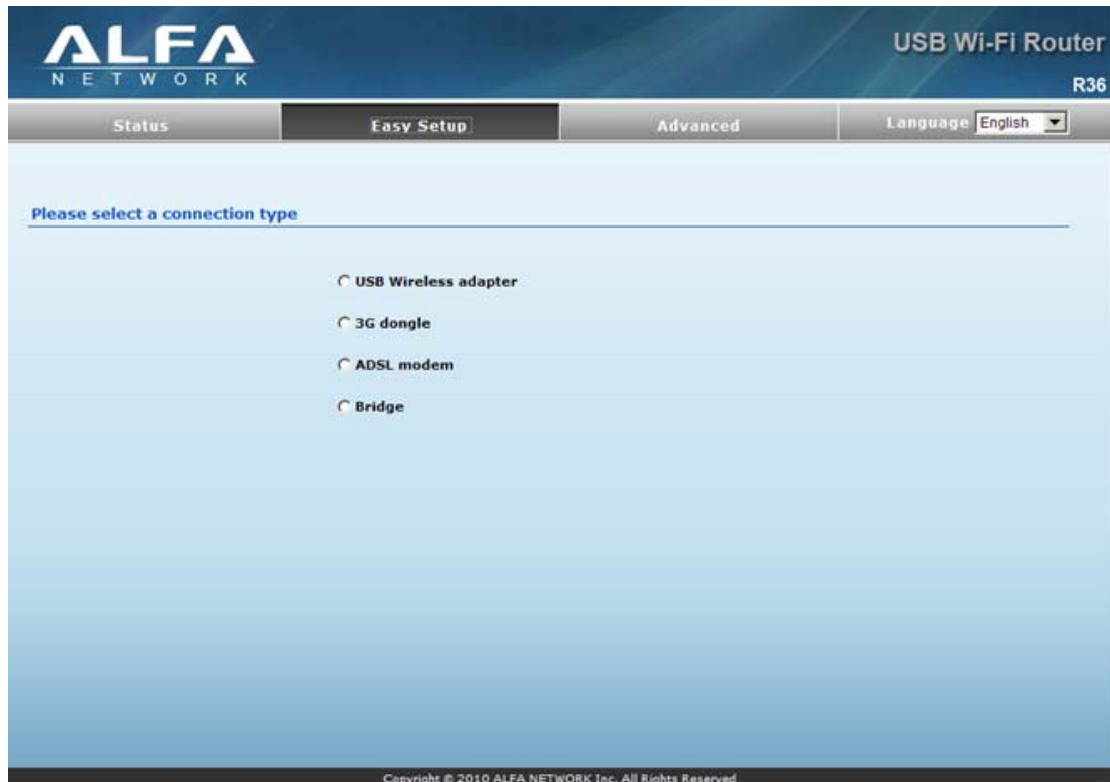 ALFA
NETWORK
USB Wi-Fi Router
R36
Status
Easy Setup
Advanced
Language English
Please select a connection type
USB Wireless adapter
3G dongle
ADSL modem
Bridge
Copyright © 2010 ALFA NETWORK Inc. All Rights Reserved